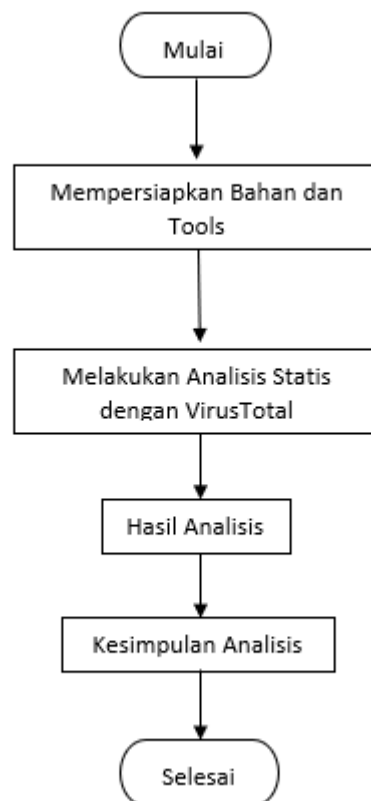 Mulai
Mempersiapkan Bahan dan
Tools
Melakukan Analisis Statis
dengan VirusTotal
Hasil Analisis
Kesimpulan Analisis
Selesai